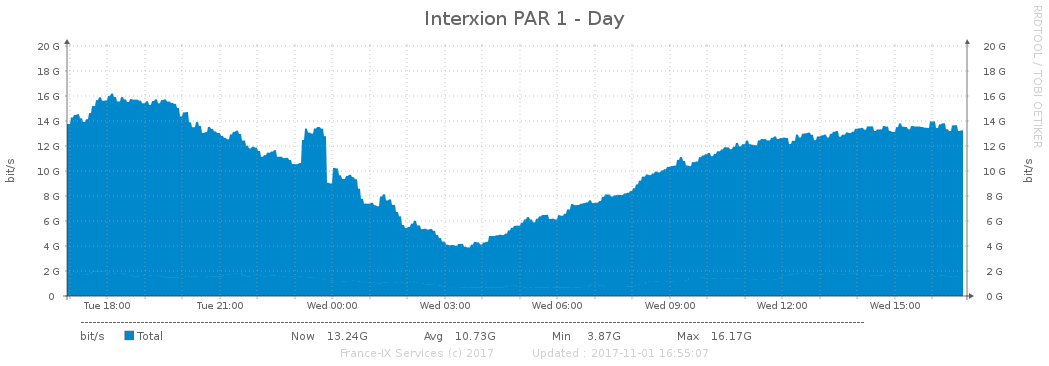 Interxion PAR 1 - Day
RRDTOOL / TOBI OETIKER
bit/s
20 G 20 G
18 G 18 G
16 G 16 G
14 G 14 G
12 G 12 G
10 G 10 G
8 G 8 G
6 G 6 G
4 G 4 G
2 G 2 G
0 0 G
bit/s
Tue 18:00 Tue 21:00 Wed 00:00 Wed 03:00 Wed 06:00 Wed 09:00 Wed 12:00 Wed 15:00
bit/s Total Now 13.24G Avg 10.73G Min 3.87G Max 16.17G
France-IX Services (c) 2017 Updated : 2017-11-01 16:55:07